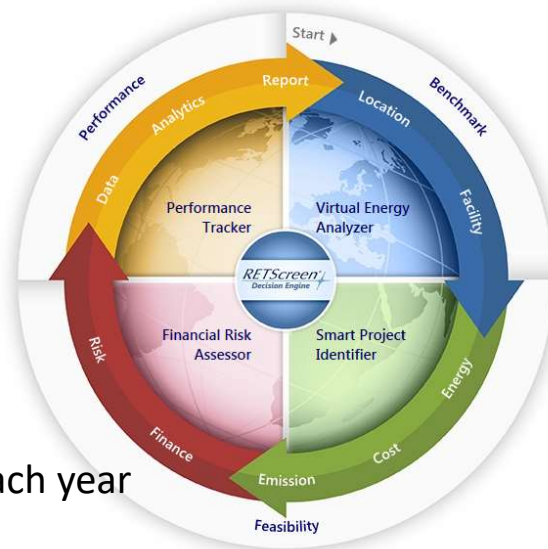 Start
Report
Location
Facility
Benchmark
Virtual Energy
Analyzer
Energy
Cost
Emission
Smart Project
Identifier
Feasibility
Finance
Risk
Financial Risk
Assessor
Data
Analytics
Performance
Performance
Tracker
RETScreen
Decision Engine
ach year